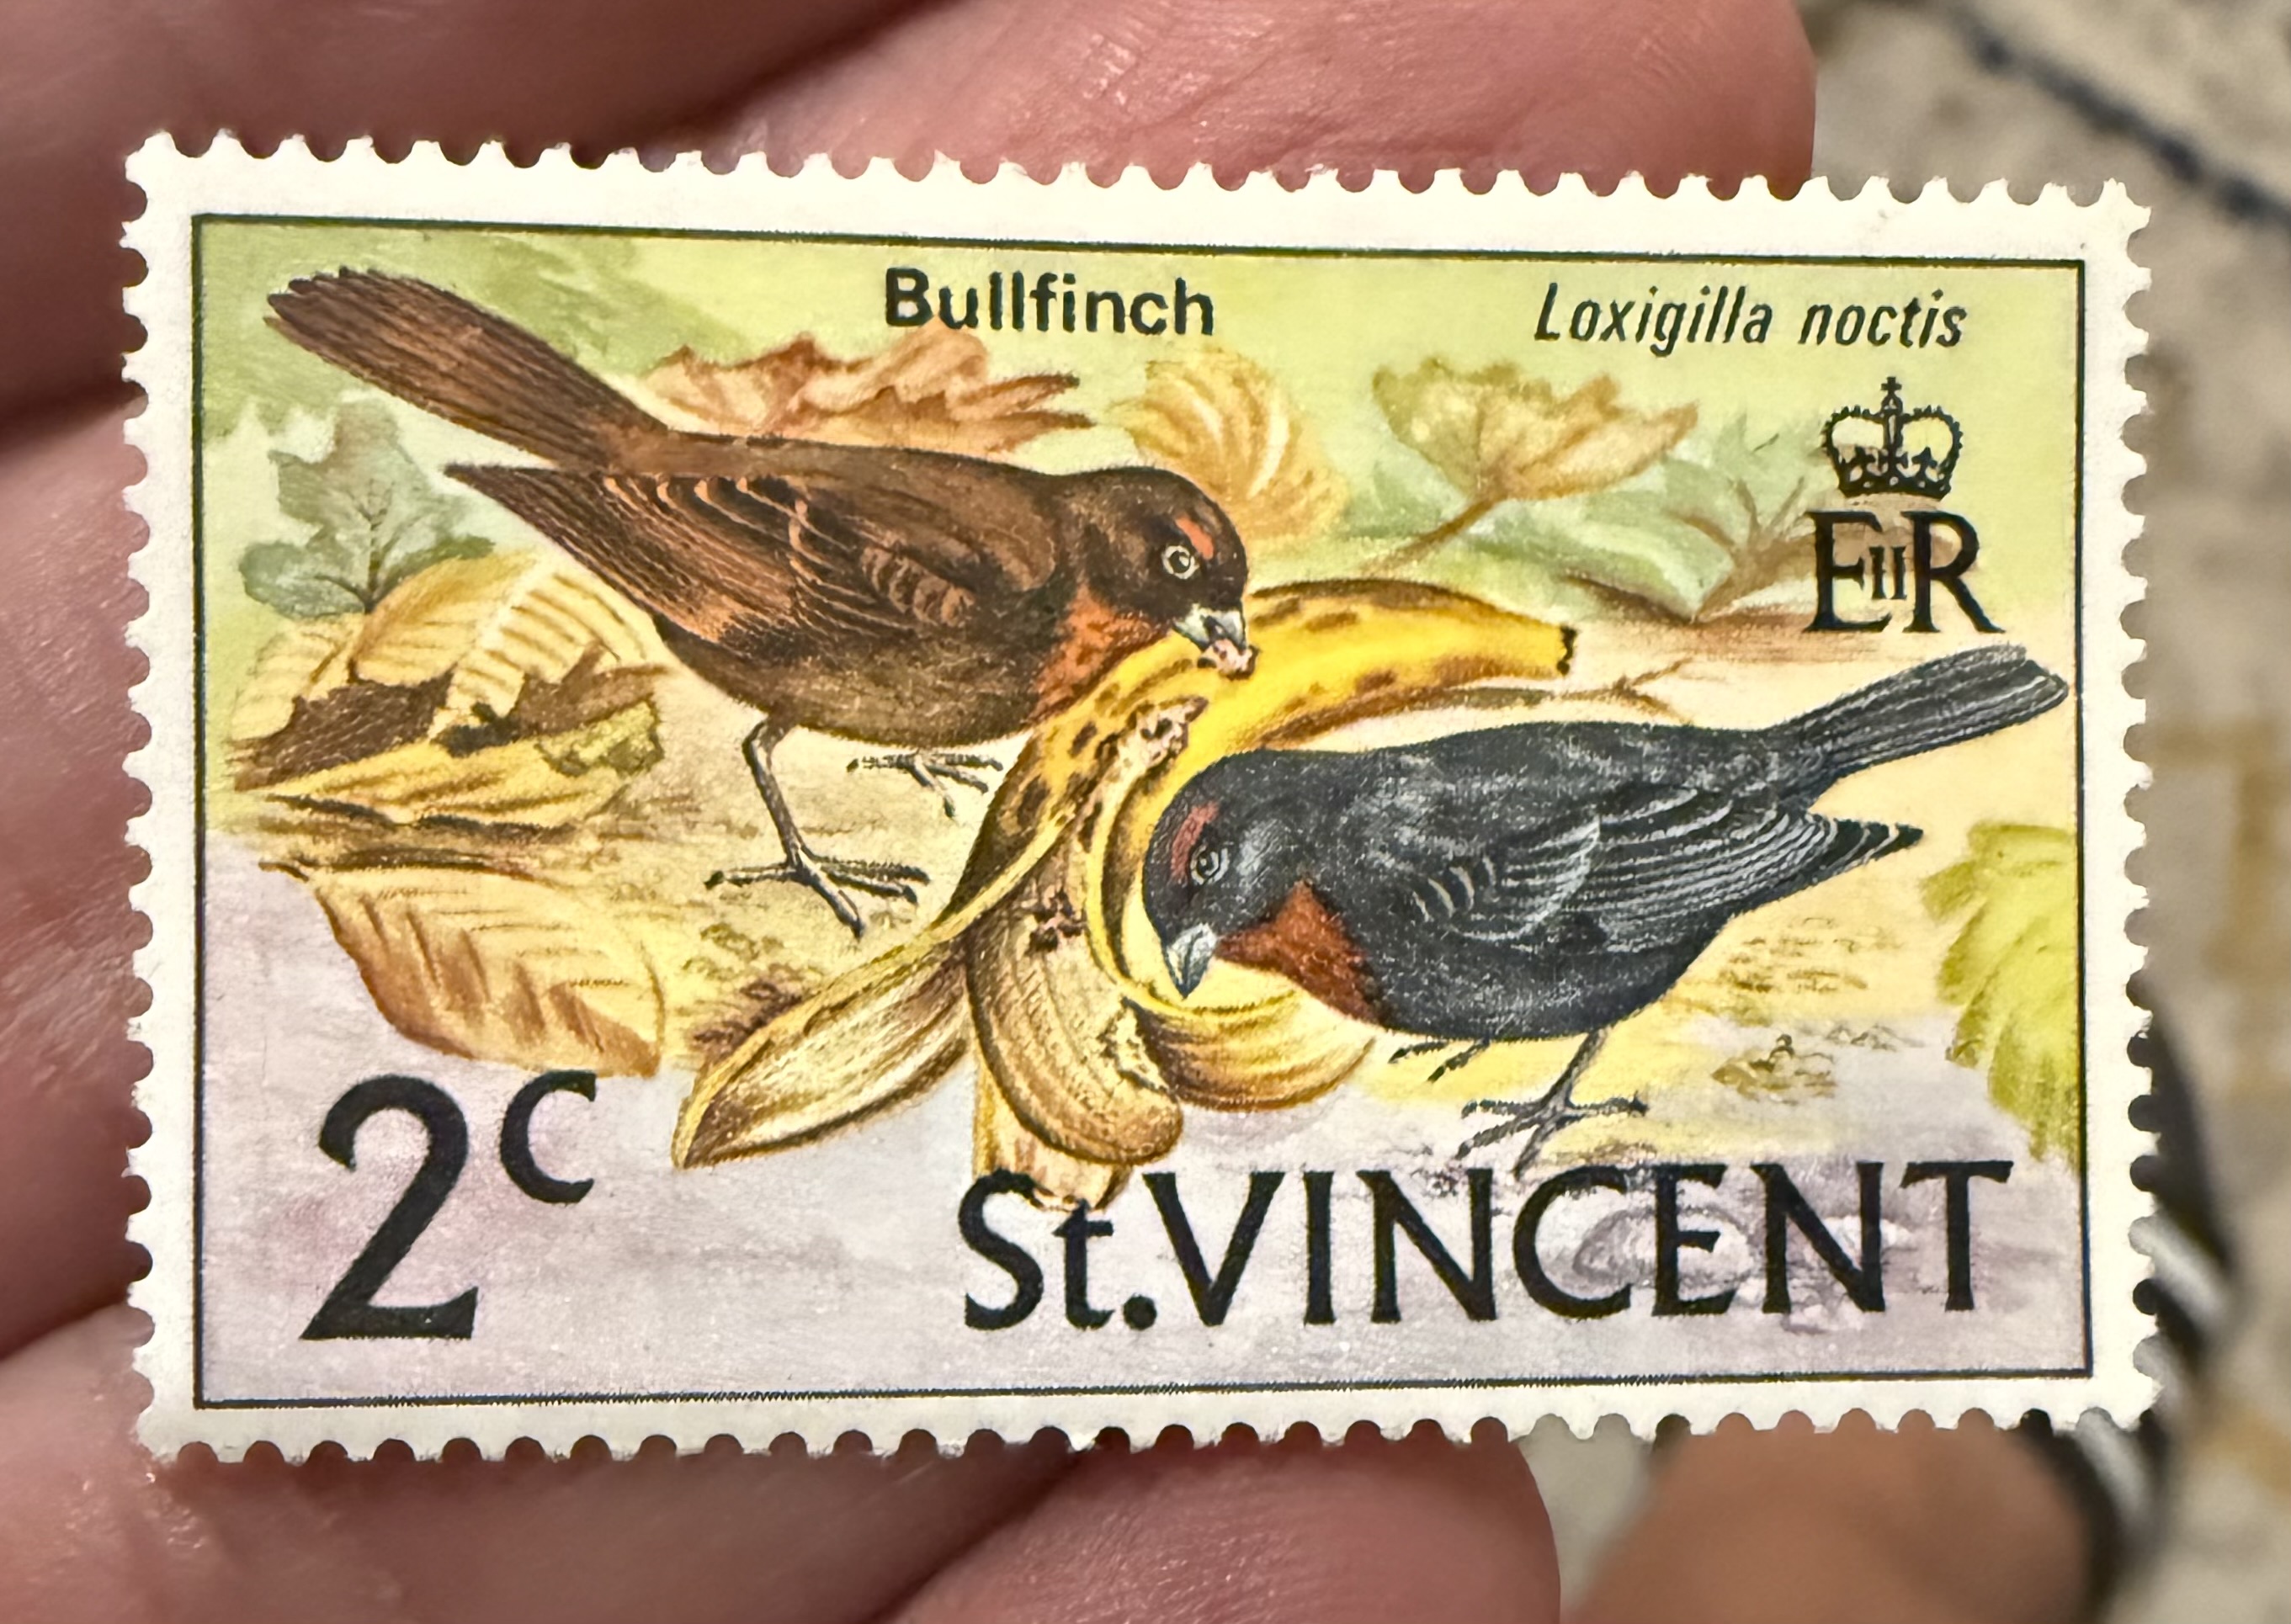 Bullfinch
Loxigilla noctis
EIIR
2c
St.VINCENT